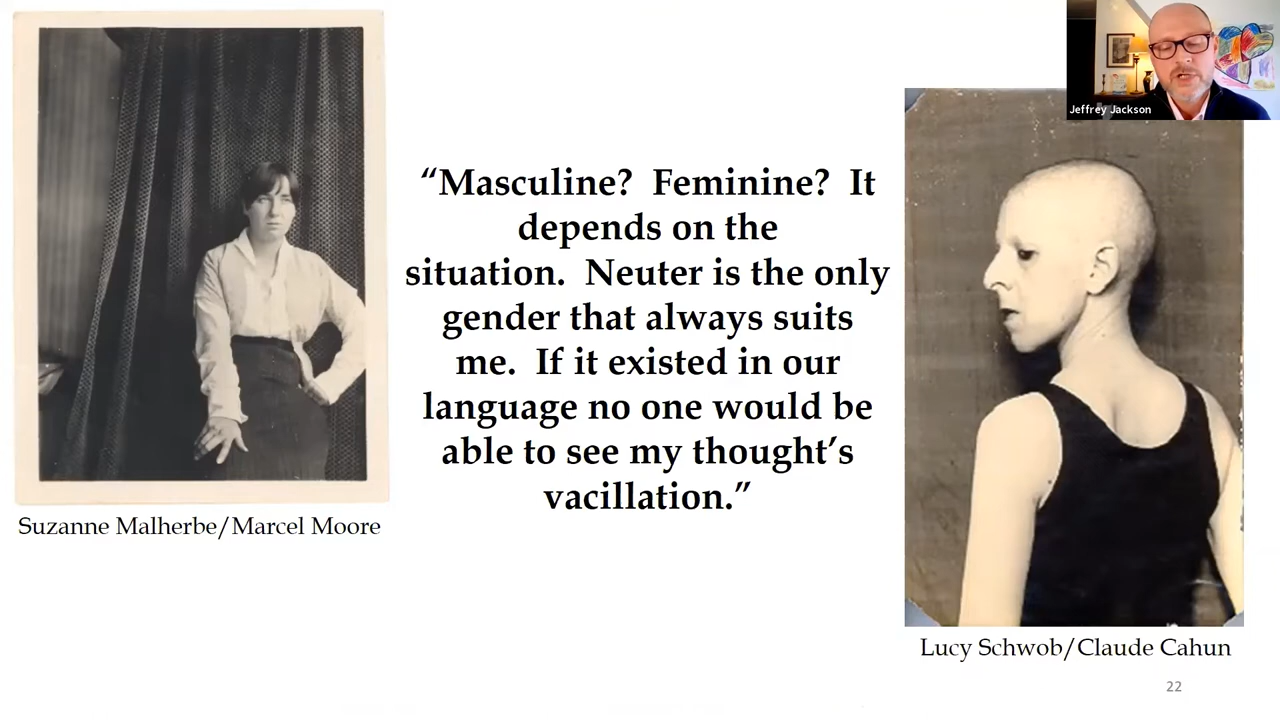 Jeffrey Jackson
“Masculine?  Feminine?  It
depends on the
situation.  Neuter is the only
gender that always suits
me.  If it existed in our
language no one would be
able to see my thought’s
vacillation.”
Suzanne Malherbe/Marcel Moore
Lucy Schwob/Claude Cahun
22